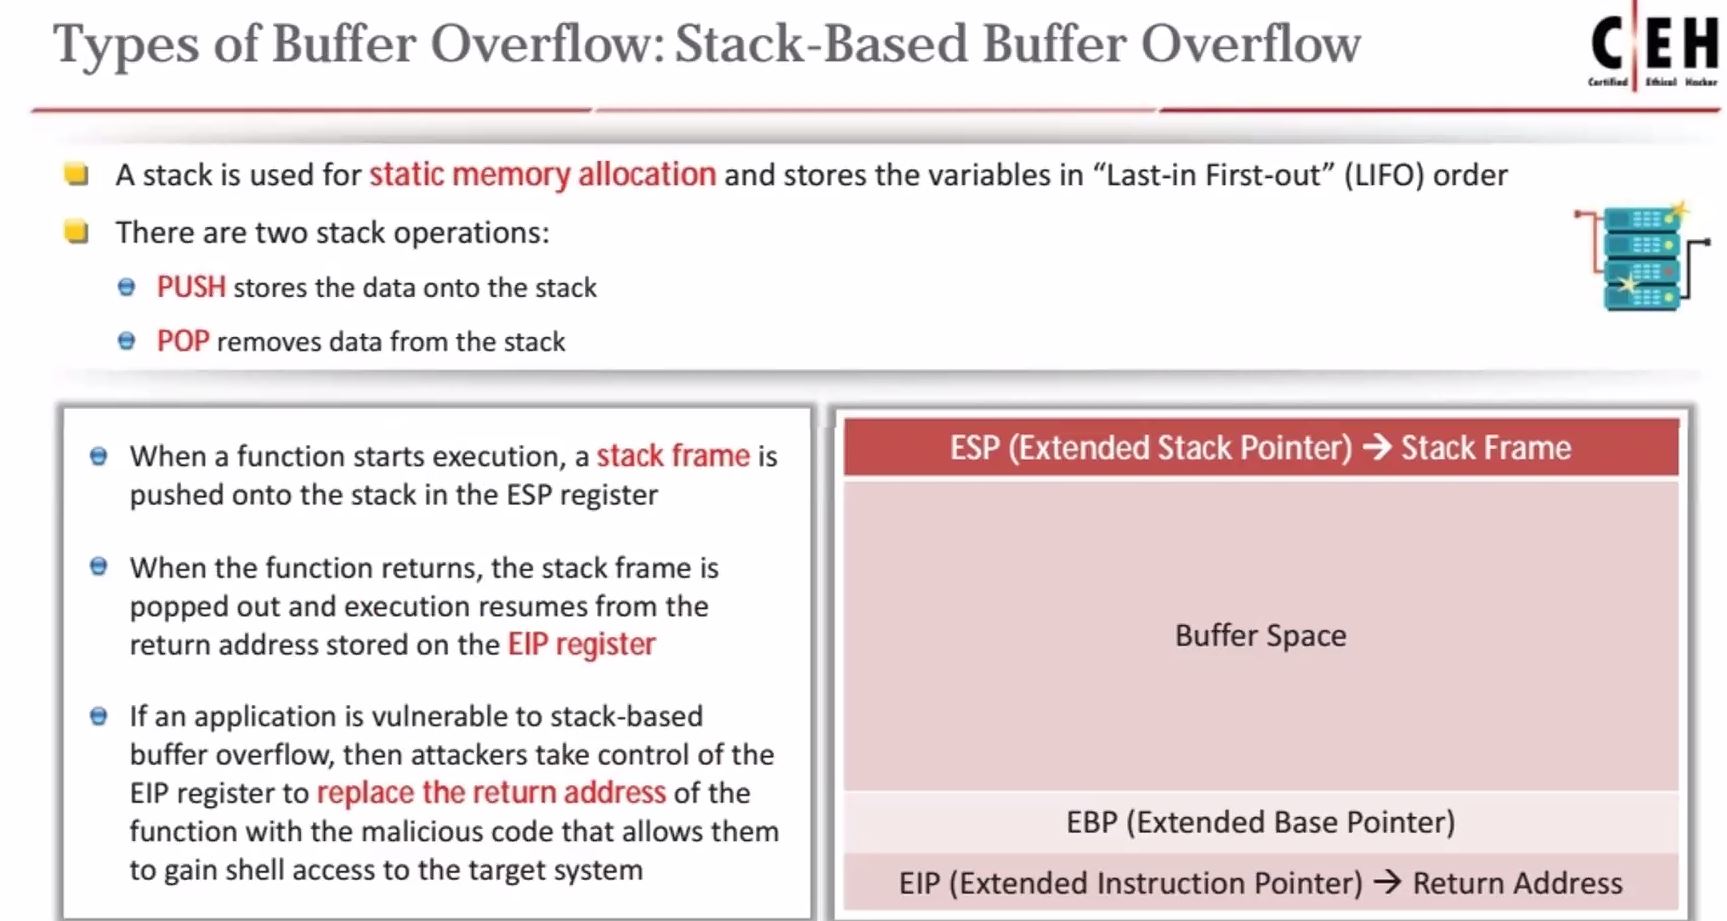 Types of Buffer Overflow: Stack-Based Buffer Overflow
C|EH
Certified Ethical Hacker
A stack is used for static memory allocation and stores the variables in “Last-in First-out” (LIFO) order
There are two stack operations:
PUSH stores the data onto the stack
POP removes data from the stack
When a function starts execution, a stack frame is
pushed onto the stack in the ESP register
When the function returns, the stack frame is
popped out and execution resumes from the
return address stored on the EIP register
If an application is vulnerable to stack-based
buffer overflow, then attackers take control of the
EIP register to replace the return address of the
function with the malicious code that allows them
to gain shell access to the target system
ESP (Extended Stack Pointer) → Stack Frame
Buffer Space
EBP (Extended Base Pointer)
EIP (Extended Instruction Pointer) → Return Address